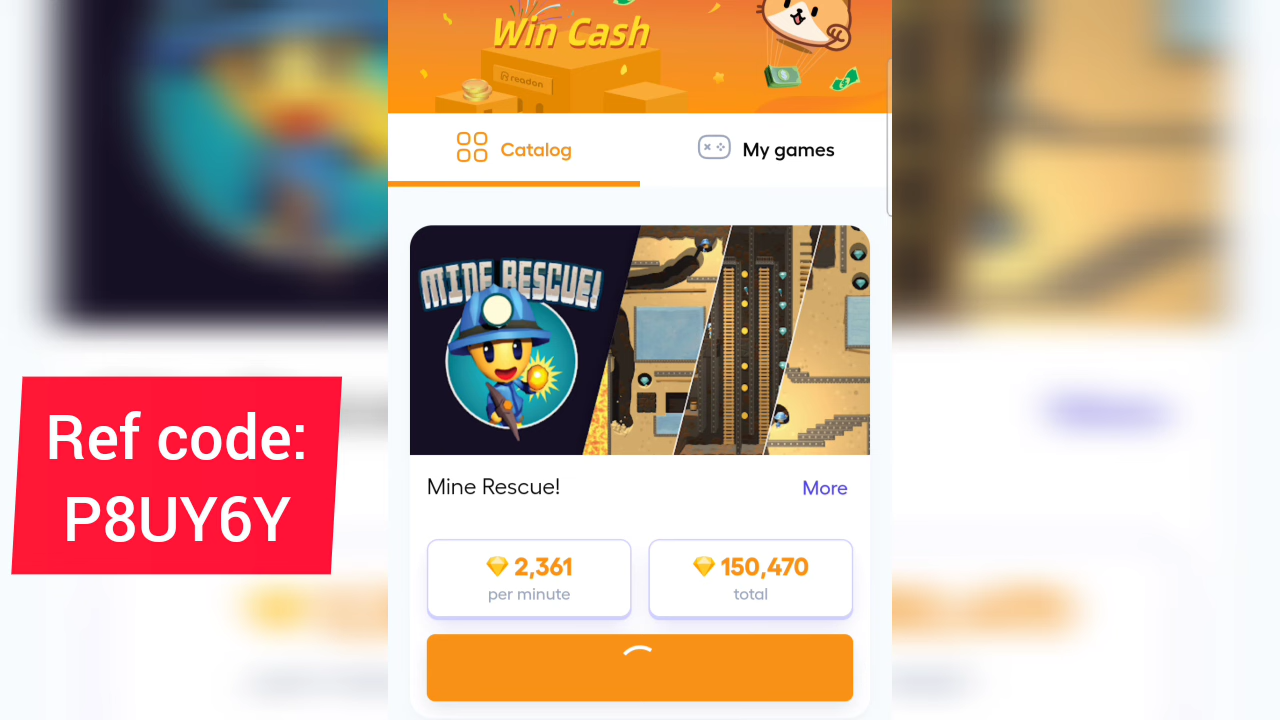 Win Cash
readon
Catalog
My games
MINE RESCUE!
Ref code:
P8UY6Y
Mine Rescue!
More
2,361
per minute
150,470
total